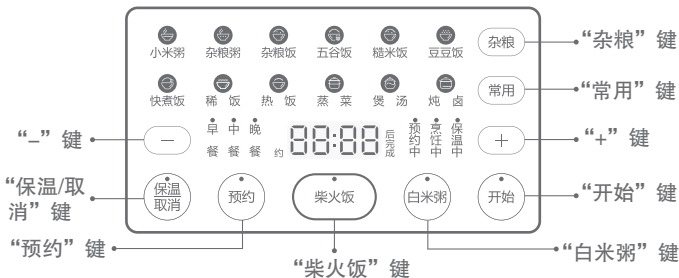 小米粥 杂粮粥 杂粮饭 五谷饭 糙米饭 豆豆饭 杂粮 “杂粮”键
快煮饭 稀饭 热饭 蒸菜 煲汤 炖卤 常用 “常用”键
“–”键 － 早餐 中餐 晚餐 约 88:88 后完成 预约中 烹饪中 保温中 ＋ “+”键
“保温/取
消”键
保温
取消
预约 柴火饭 白米粥 开始 “开始”键
“预约”键 “柴火饭”键 “白米粥”键